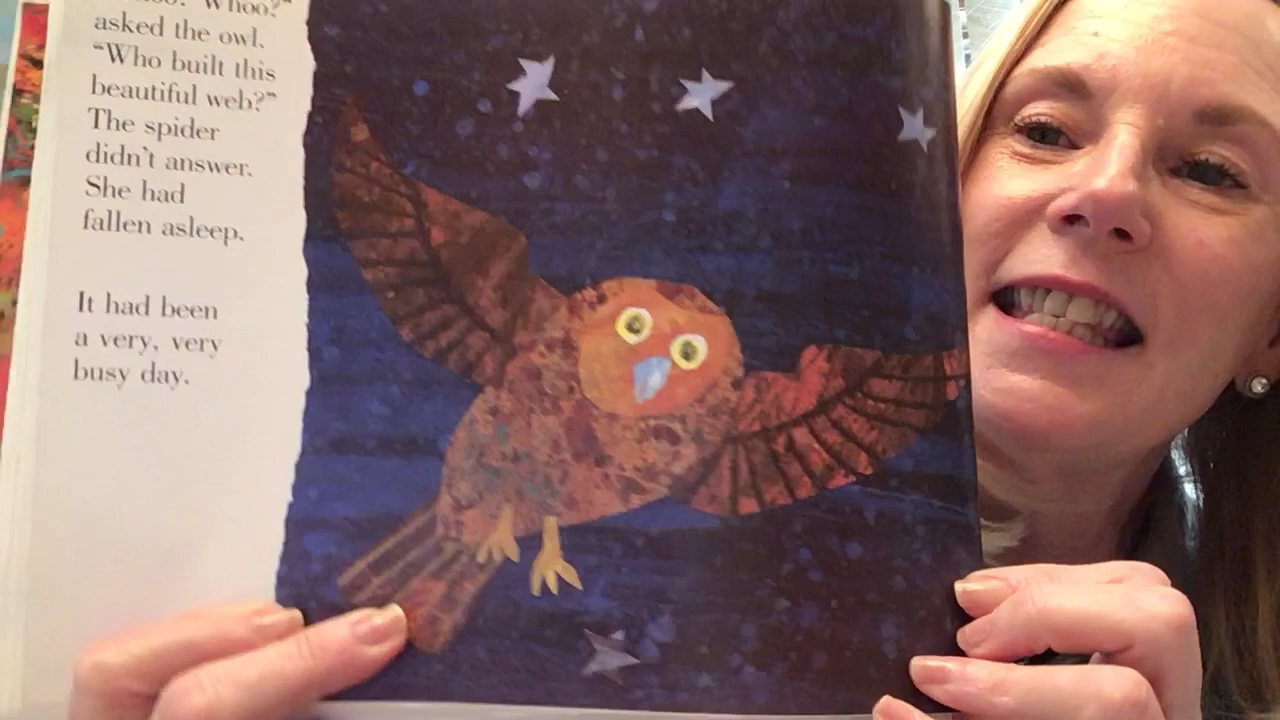 Whoo?"
asked the owl.
"Who built this
beautiful web?"
The spider
didn't answer.
She had
fallen asleep.
It had been
a very, very
busy day.